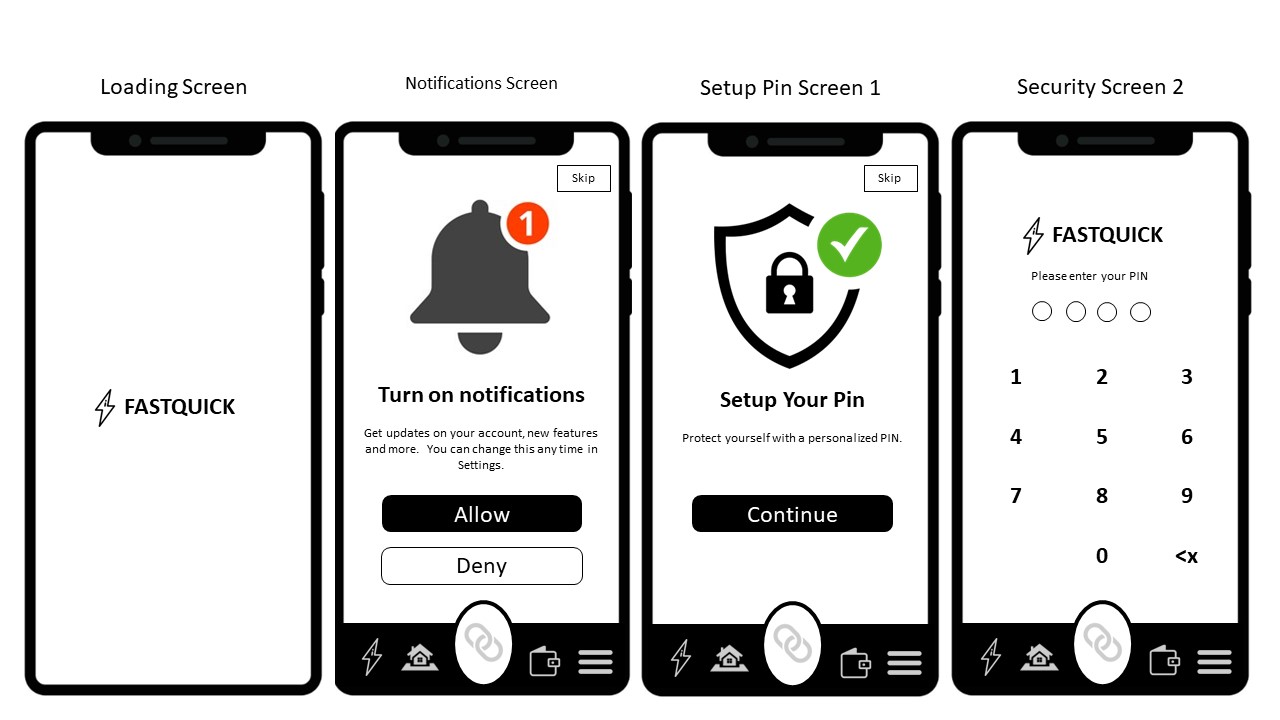 Loading Screen
Notifications Screen
Setup Pin Screen 1
Security Screen 2
FASTQUICK
Skip
1
Turn on notifications
Get updates on your account, new features
and more. You can change this any time in
Settings.
Allow
Deny
Skip
Setup Your Pin
Protect yourself with a personalized PIN.
Continue
FASTQUICK
Please enter your PIN
1 2 3
4 5 6
7 8 9
0 <x